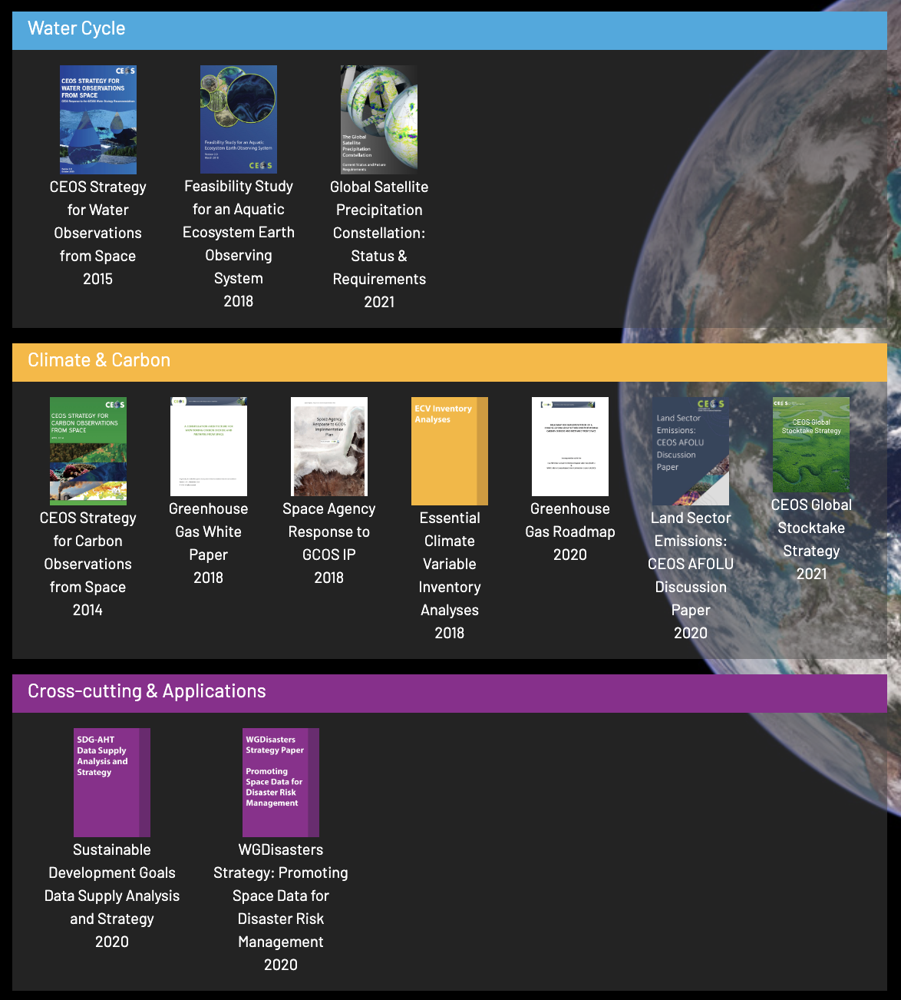 Water Cycle
CEOS
CEOS STRATEGY FOR
WATER OBSERVATIONS
FROM SPACE
Feasibility Study for an Aquatic
Ecosystem Earth Observing System
Version 2.0
March 2018
CEOS
The Global
Satellite
Precipitation
Constellation
Current Status and Future
Requirements
CEOS Strategy
for Water
Observations
from Space
2015
Feasibility Study
for an Aquatic
Ecosystem Earth
Observing
System
2018
Global Satellite
Precipitation
Constellation:
Status &
Requirements
2021
Climate & Carbon
CEOS
CEOS STRATEGY FOR
CARBON OBSERVATIONS
FROM SPACE
CEOS
Space Agency
Response to GCOS
Implementation
Plan
ECV Inventory
Analyses
CEOS
Land Sector
Emissions:
CEOS AFOLU
Discussion
Paper
CEOS
CEOS Global
Stocktake Strategy
CEOS Strategy
for Carbon
Observations
from Space
2014
Greenhouse
Gas White
Paper
2018
Space Agency
Response to
GCOS IP
2018
Essential
Climate
Variable
Inventory
Analyses
2018
Greenhouse
Gas Roadmap
2020
Land Sector
Emissions:
CEOS AFOLU
Discussion
Paper
2020
CEOS Global
Stocktake
Strategy
2021
Cross-cutting & Applications
SDG-AHT
Data Supply
Analysis and
Strategy
WGDisasters
Strategy Paper
Promoting
Space Data for
Disaster Risk
Management
Sustainable
Development Goals
Data Supply Analysis
and Strategy
2020
WGDisasters
Strategy: Promoting
Space Data for
Disaster Risk
Management
2020